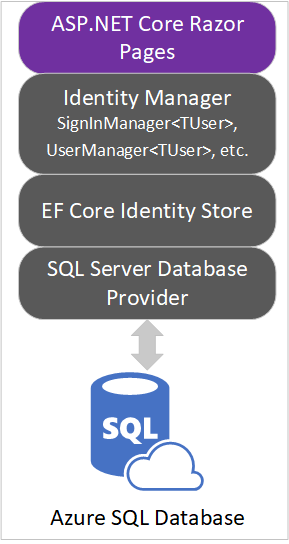 ASP.NET Core Razor
Pages
Identity Manager
SignInManager<TUser>,
UserManager<TUser>, etc.
EF Core Identity Store
SQL Server Database
Provider
SQL
Azure SQL Database